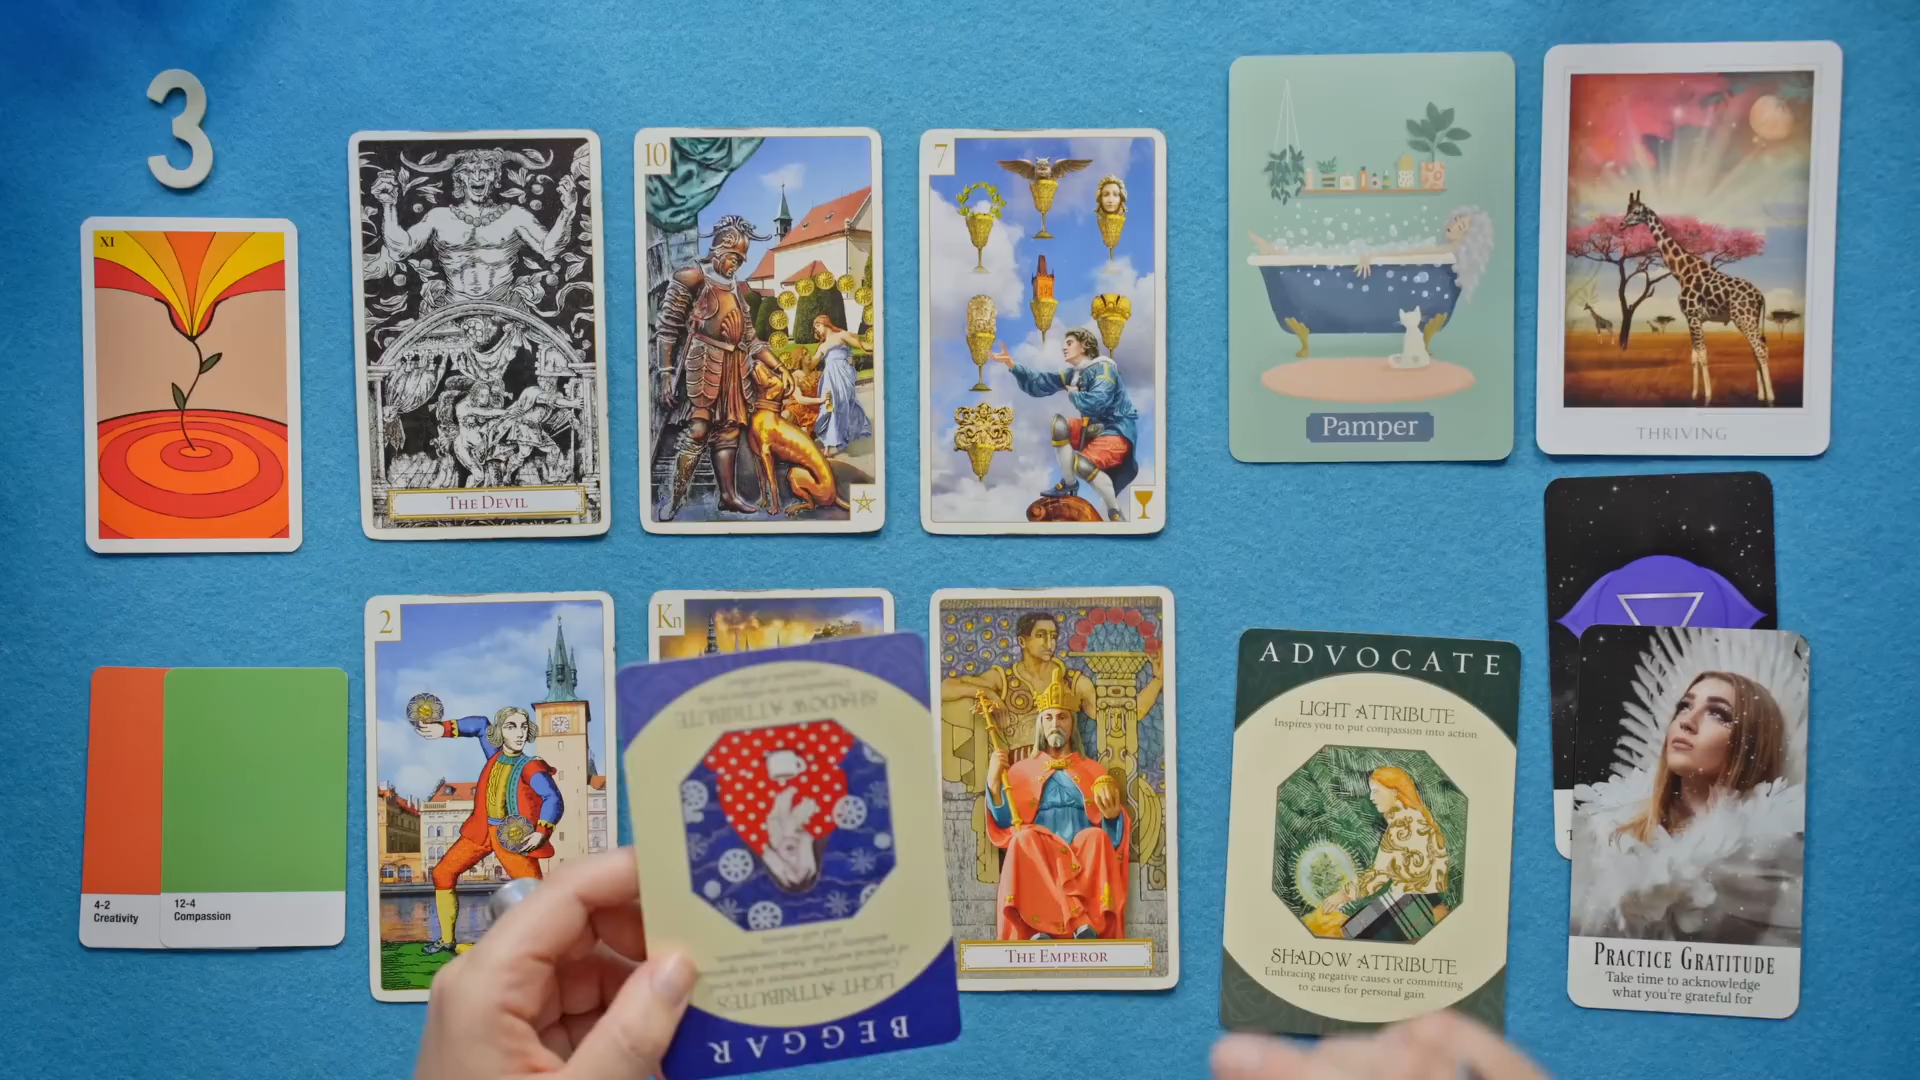 3
XI
THE DEVIL
10
7
Pamper
THRIVING
4-2
Creativity
12-4
Compassion
2
Kn
SHADOW ATTRIBUTE
LIGHT ATTRIBUTES
BEGGAR
THE EMPEROR
ADVOCATE
LIGHT ATTRIBUTE
Inspires you to put compassion into action
SHADOW ATTRIBUTE
Embracing negative causes or committing
to causes for personal gain
PRACTICE GRATITUDE
Take time to acknowledge
what you're grateful for